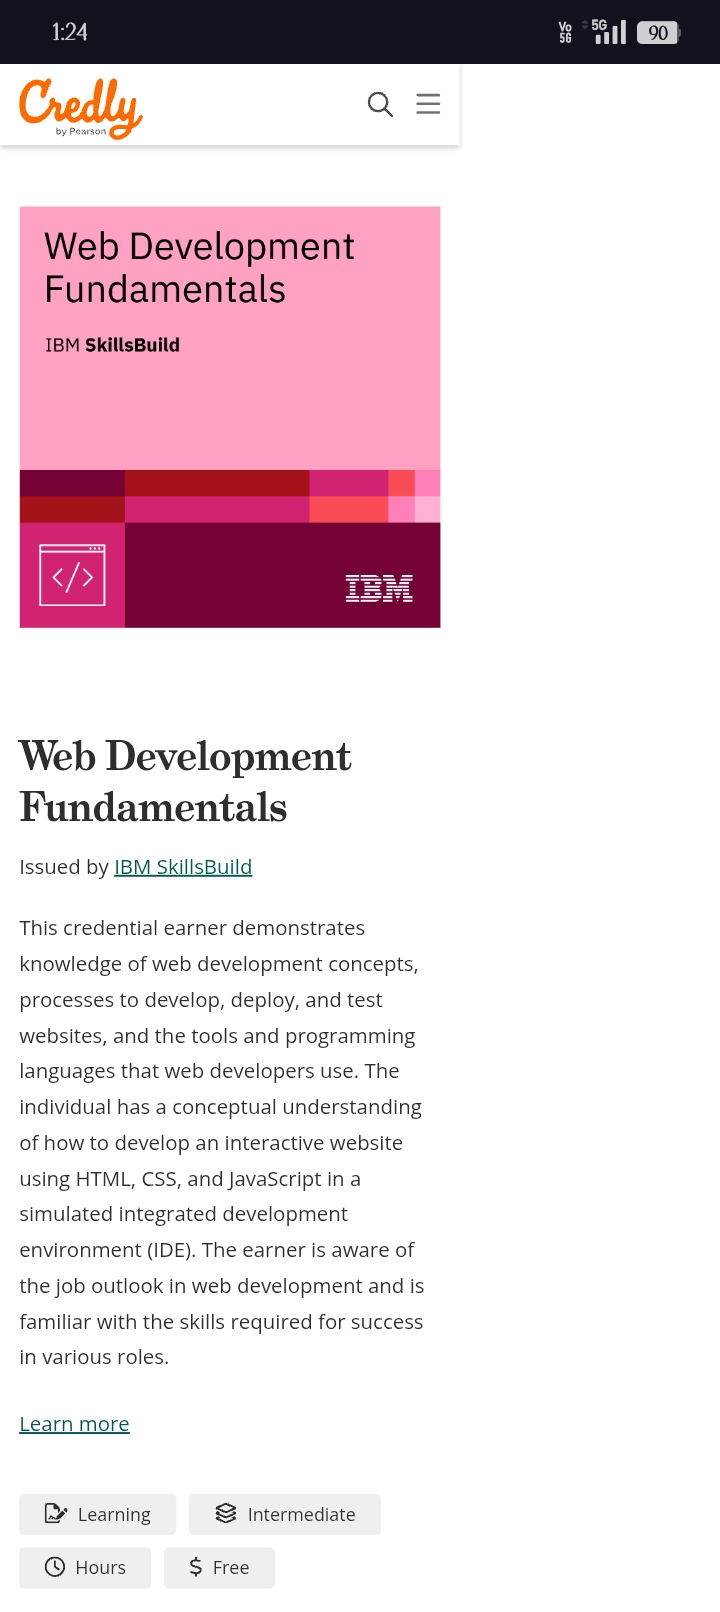 1:24
Vo 5G 5G 90
Credly
by Pearson
Web Development
Fundamentals
IBM SkillsBuild
</>
IBM
Web Development
Fundamentals
Issued by IBM SkillsBuild
This credential earner demonstrates
knowledge of web development concepts,
processes to develop, deploy, and test
websites, and the tools and programming
languages that web developers use. The
individual has a conceptual understanding
of how to develop an interactive website
using HTML, CSS, and JavaScript in a
simulated integrated development
environment (IDE). The earner is aware of
the job outlook in web development and is
familiar with the skills required for success
in various roles.
Learn more
Learning Intermediate
Hours $ Free